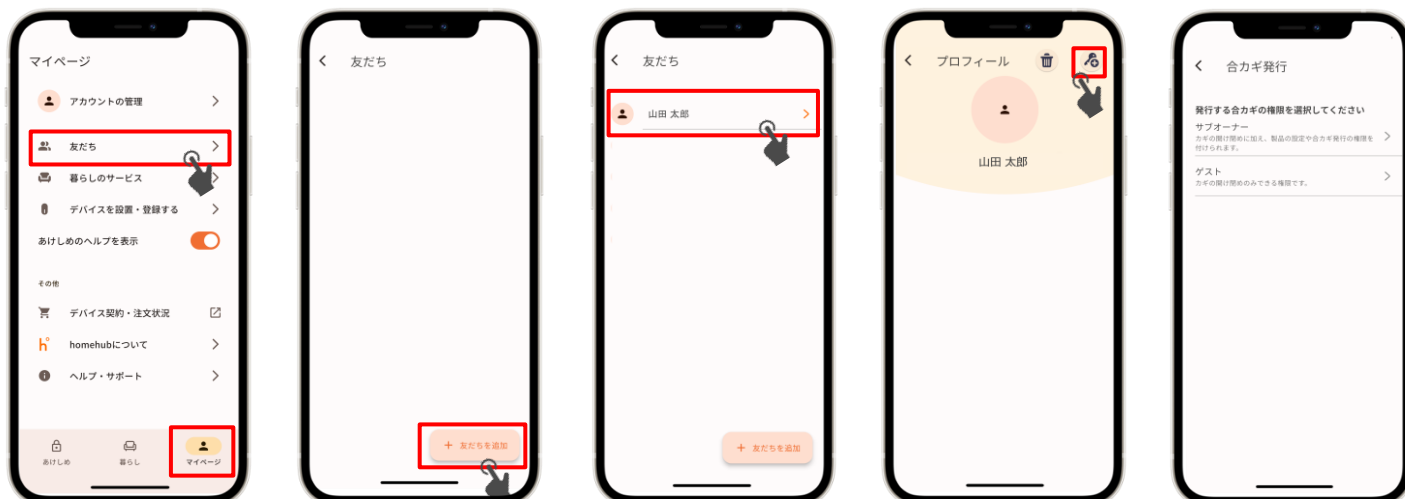 マイページ
アカウントの管理
友だち
暮らしのサービス
デバイスを設置・登録する
あけしめのヘルプを表示
その他
デバイス契約・注文状況
homehubについて
ヘルプ・サポート
あけしめ
暮らし
マイページ
友だち
+ 友だちを追加
友だち
山田 太郎
+ 友だちを追加
プロフィール
山田 太郎
合カギ発行
発行する合カギの権限を選択してください
サブオーナー
カギの開け閉めに加え、製品の設定や合カギ発行の権限を
付けられます。
ゲスト
カギの開け閉めのみできる権限です。